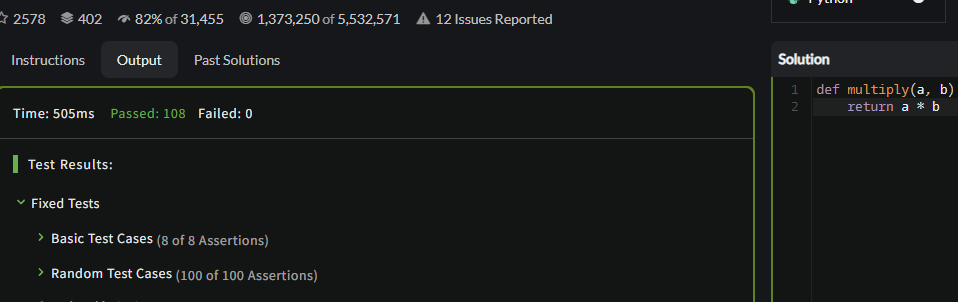 2578 402 82% of 31,455 1,373,250 of 5,532,571 12 Issues Reported
Python
Instructions Output Past Solutions
Solution
Time: 505ms Passed: 108 Failed: 0
1 def multiply(a, b)
2 return a * b
Test Results:
Fixed Tests
Basic Test Cases (8 of 8 Assertions)
Random Test Cases (100 of 100 Assertions)